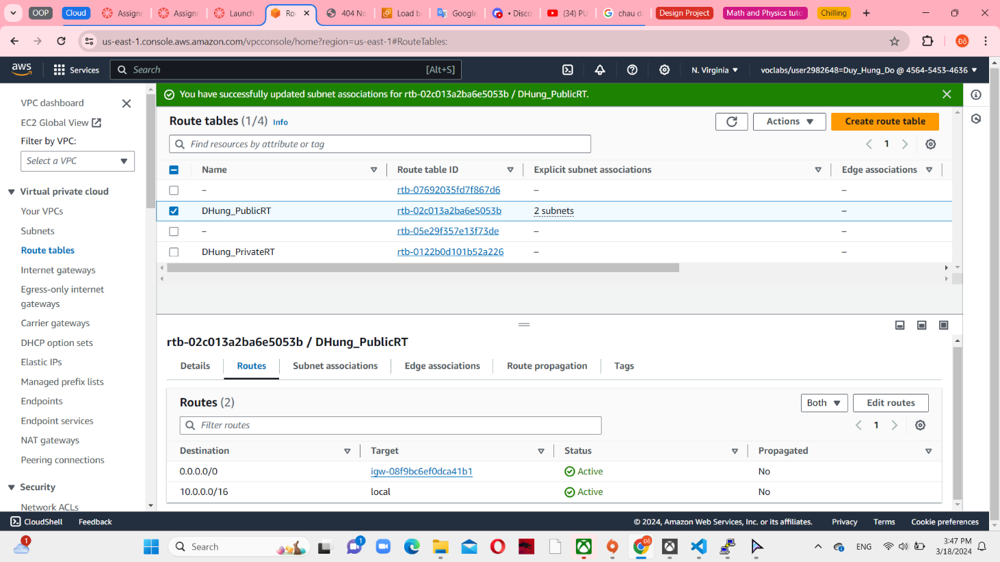 OOP
Cloud
Assignr
Assignr
Launch
Ro
404 No
Load b
Google
• Disco
(34) PU
chau d
Design Project
Math and Physics tuto
Chilling
us-east-1.console.aws.amazon.com/vpcconsole/home?region=us-east-1#RouteTables:
Đỗ
aws
Services
Search
[Alt+S]
N. Virginia
voclabs/user2982648=Duy_Hung_Do @ 4564-5453-4636
VPC dashboard
EC2 Global View
Filter by VPC:
Select a VPC
Virtual private cloud
Your VPCs
Subnets
Route tables
Internet gateways
Egress-only internet
gateways
Carrier gateways
DHCP option sets
Elastic IPs
Managed prefix lists
Endpoints
Endpoint services
NAT gateways
Peering connections
Security
Network ACLs
You have successfully updated subnet associations for rtb-02c013a2ba6e5053b / DHung_PublicRT.
Route tables (1/4) Info
Actions
Create route table
Find resources by attribute or tag
1
Name
Route table ID
Explicit subnet associations
Edge associations
– rtb-07692035fd7f867d6 – –
DHung_PublicRT rtb-02c013a2ba6e5053b 2 subnets –
– rtb-05e29f357e13f73de – –
DHung_PrivateRT rtb-0122b0d101b52a226 – –
rtb-02c013a2ba6e5053b / DHung_PublicRT
Details
Routes
Subnet associations
Edge associations
Route propagation
Tags
Routes (2)
Both
Edit routes
Filter routes
1
Destination
Target
Status
Propagated
0.0.0.0/0 igw-08f9bc6ef0dca41b1 Active No
10.0.0.0/16 local Active No
CloudShell
Feedback
© 2024, Amazon Web Services, Inc. or its affiliates.
Privacy
Terms
Cookie preferences
1
Search
1
Đỗ
ENG
3:47 PM
3/18/2024